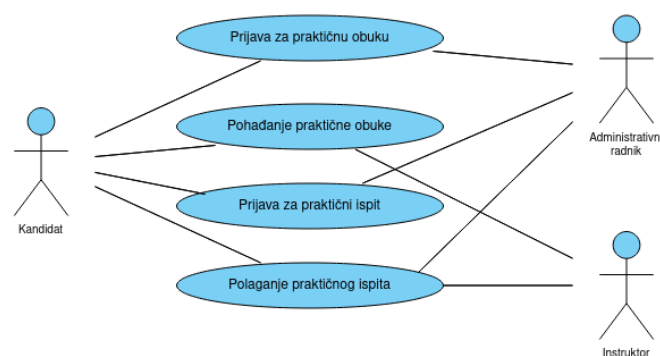 Prijava za praktičnu obuku
Pohađanje praktične obuke
Prijava za praktični ispit
Polaganje praktičnog ispita
Kandidat
Administrativn
radnik
Instruktor